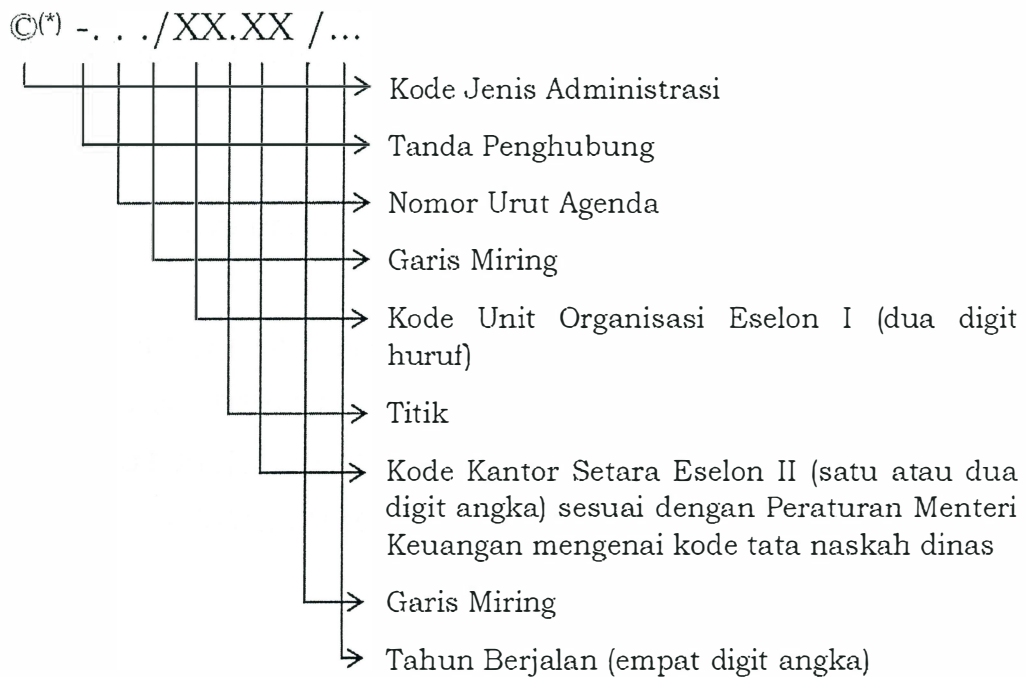 ©(*) -. . ./XX.XX /...
Kode Jenis Administrasi
Tanda Penghubung
Nomor Urut Agenda
Garis Miring
Kode Unit Organisasi Eselon I (dua digit
huruf)
Titik
Kode Kantor Setara Eselon II (satu atau dua
digit angka) sesuai dengan Peraturan Menteri
Keuangan mengenai kode tata naskah dinas
Garis Miring
Tahun Berjalan (empat digit angka)